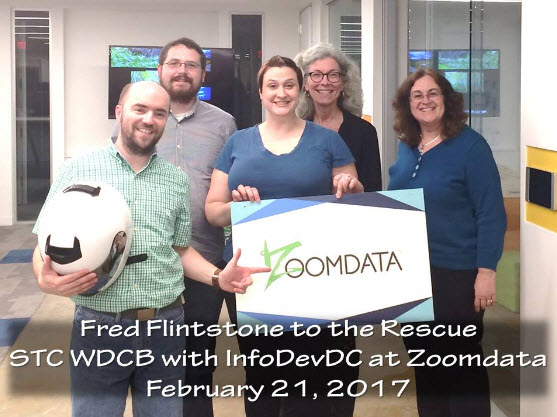 ZOOMDATA
Fred Flintstone to the Rescue
STC WDCB with InfoDevDC at Zoomdata
February 21, 2017